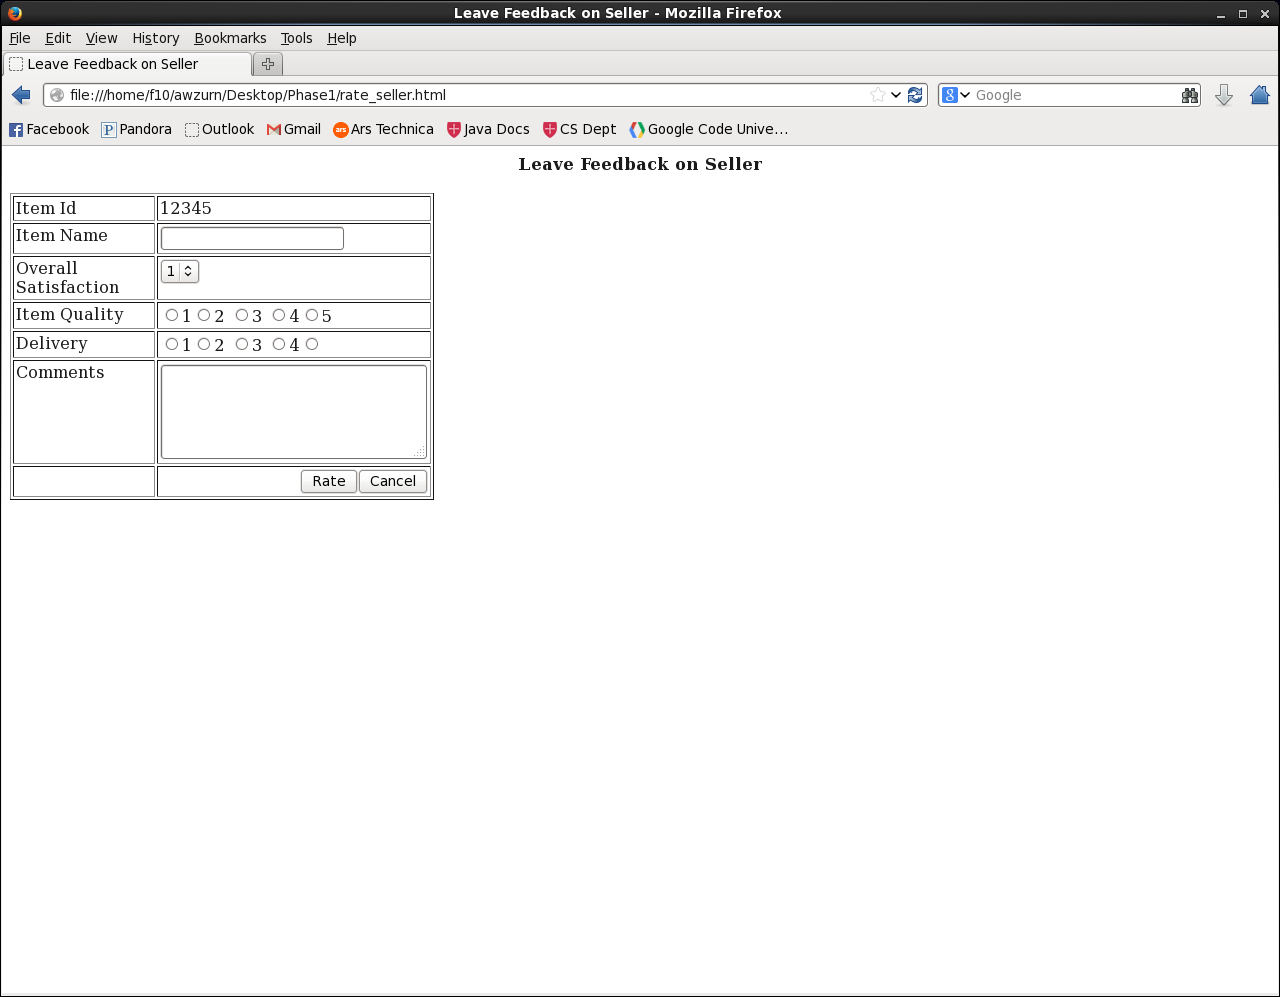 Leave Feedback on Seller - Mozilla Firefox
File Edit View History Bookmarks Tools Help
Leave Feedback on Seller
file:///home/f10/awzurn/Desktop/Phase1/rate_seller.html
8 Google
Facebook P Pandora Outlook Gmail ars Ars Technica Java Docs CS Dept Google Code Unive...
Leave Feedback on Seller
Item Id 12345
Item Name
Overall 1
Satisfaction
Item Quality 1 2 3 4 5
Delivery 1 2 3 4
Comments
Rate Cancel